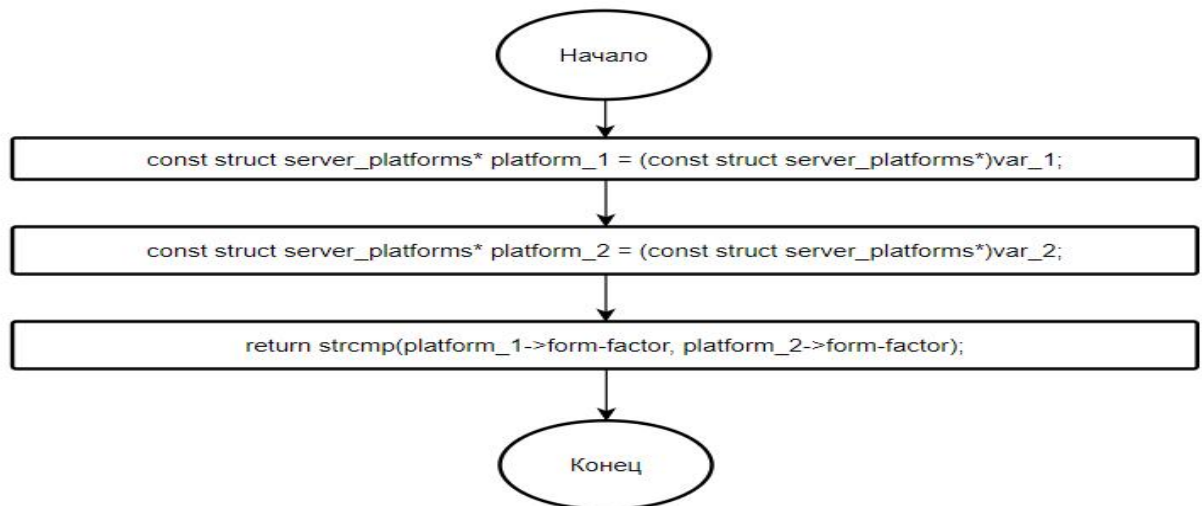 Начало
const struct server_platforms* platform_1 = (const struct server_platforms*)var_1;
const struct server_platforms* platform_2 = (const struct server_platforms*)var_2;
return strcmp(platform_1->form-factor, platform_2->form-factor);
Конец